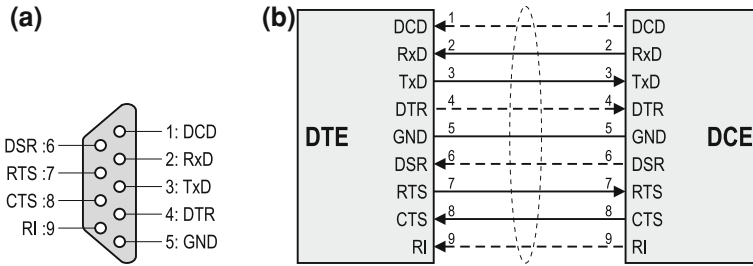 (a)
DSR :6
RTS :7
CTS :8
RI :9
1: DCD
2: RxD
3: TxD
4: DTR
5: GND
(b)
DTE
DCE
DCD 1 1 DCD
RxD 2 2 RxD
TxD 3 3 TxD
DTR 4 4 DTR
GND 5 5 GND
DSR 6 6 DSR
RTS 7 7 RTS
CTS 8 8 CTS
RI 9 9 RI